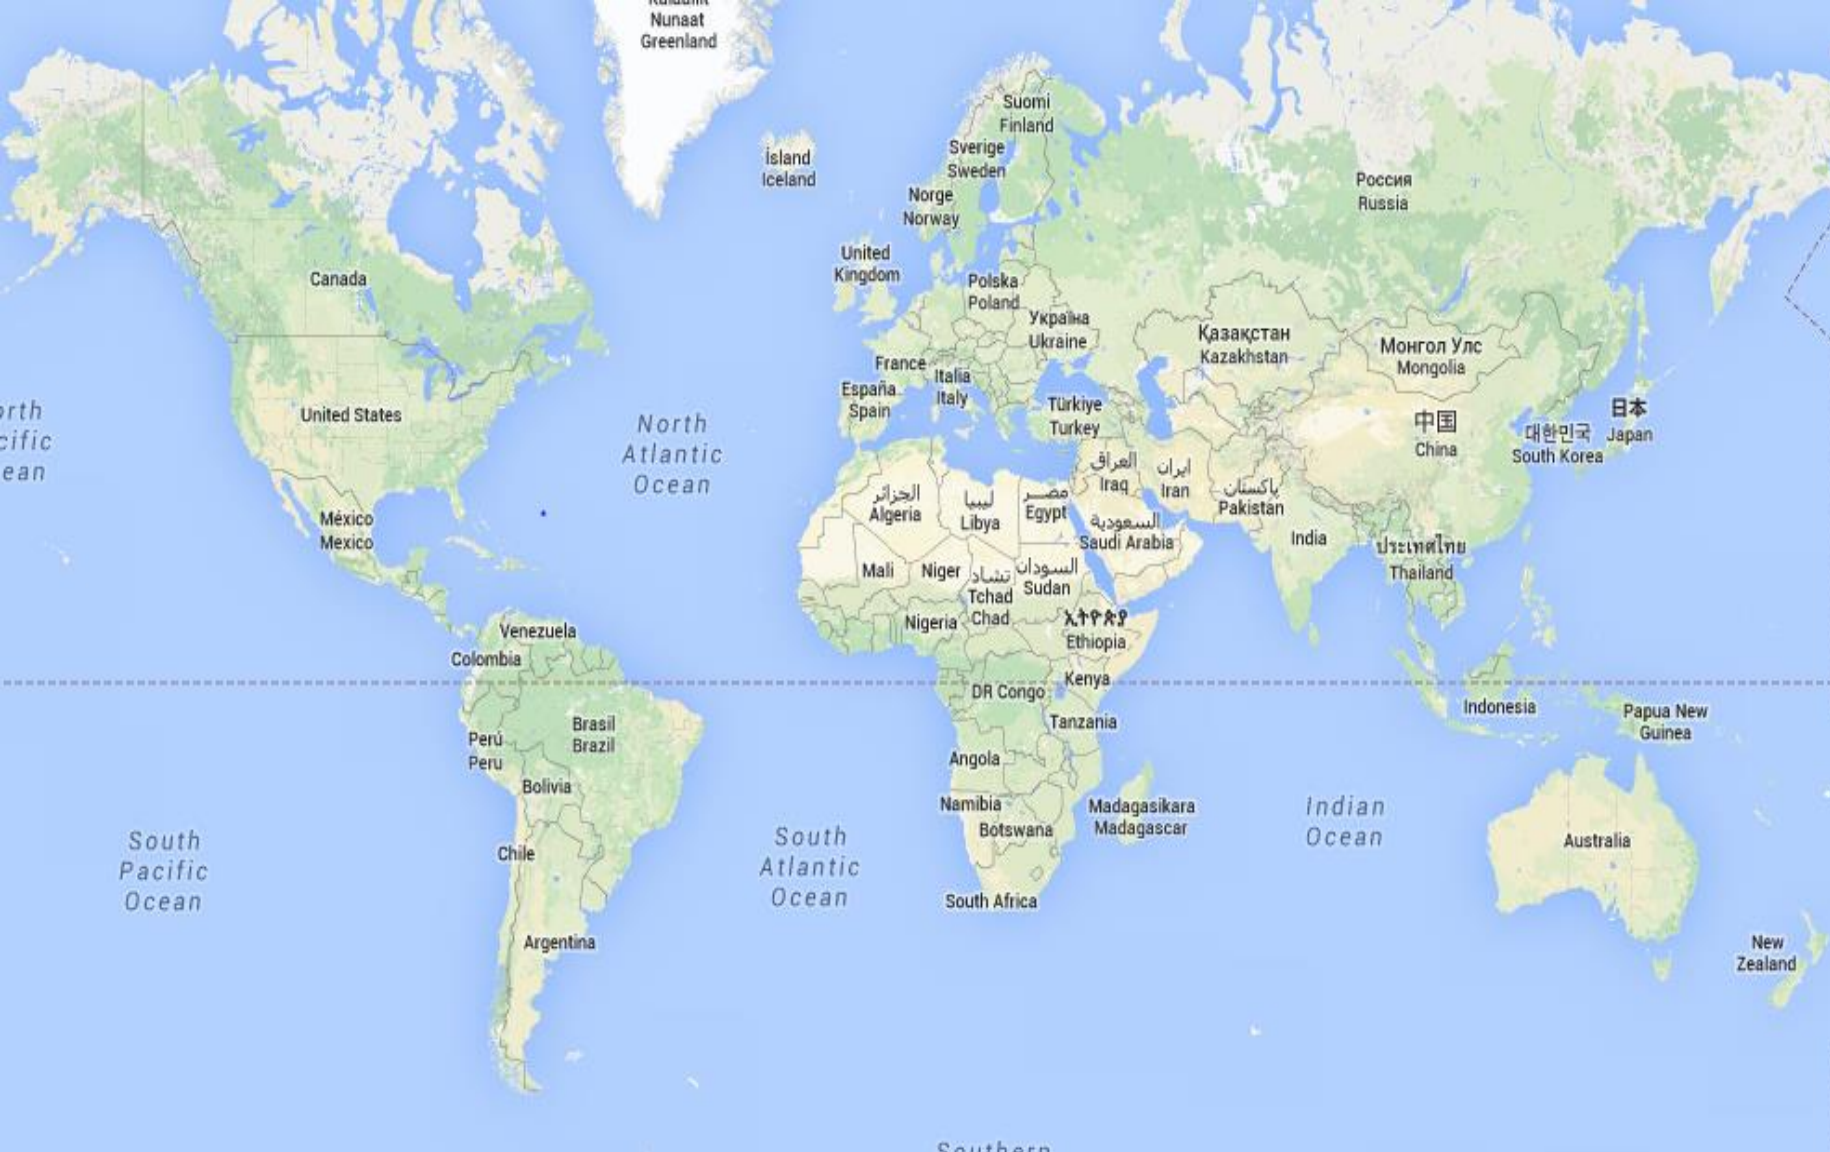 Nunaat
Greenland
Suomi
Finland
Sverige
Sweden
Ísland
Iceland
Norge
Norway
Россия
Russia
United
Kingdom
Canada
Polska
Poland
Україна
Ukraine
Қазақстан
Kazakhstan
Монгол Улс
Mongolia
France
Italia
Italy
España
Spain
United States
Türkiye
Turkey
中国
China
日本
Japan
대한민국
South Korea
orth
cific
ean
North
Atlantic
Ocean
العراق
Iraq
ايران
Iran
پاکستان
Pakistan
الجزائر
Algeria
ليبيا
Libya
مصر
Egypt
السعودية
Saudi Arabia
México
Mexico
India
ประเทศไทย
Thailand
Mali
Niger
تشاد
Tchad
Chad
السودان
Sudan
Nigeria
ኢትዮጵያ
Ethiopia
Venezuela
Colombia
Kenya
DR Congo
Tanzania
Indonesia
Papua New
Guinea
Brasil
Brazil
Perú
Peru
Bolivia
Angola
Namibia
Botswana
Madagasikara
Madagascar
Indian
Ocean
Australia
South
Pacific
Ocean
Chile
South
Atlantic
Ocean
South Africa
Argentina
New
Zealand